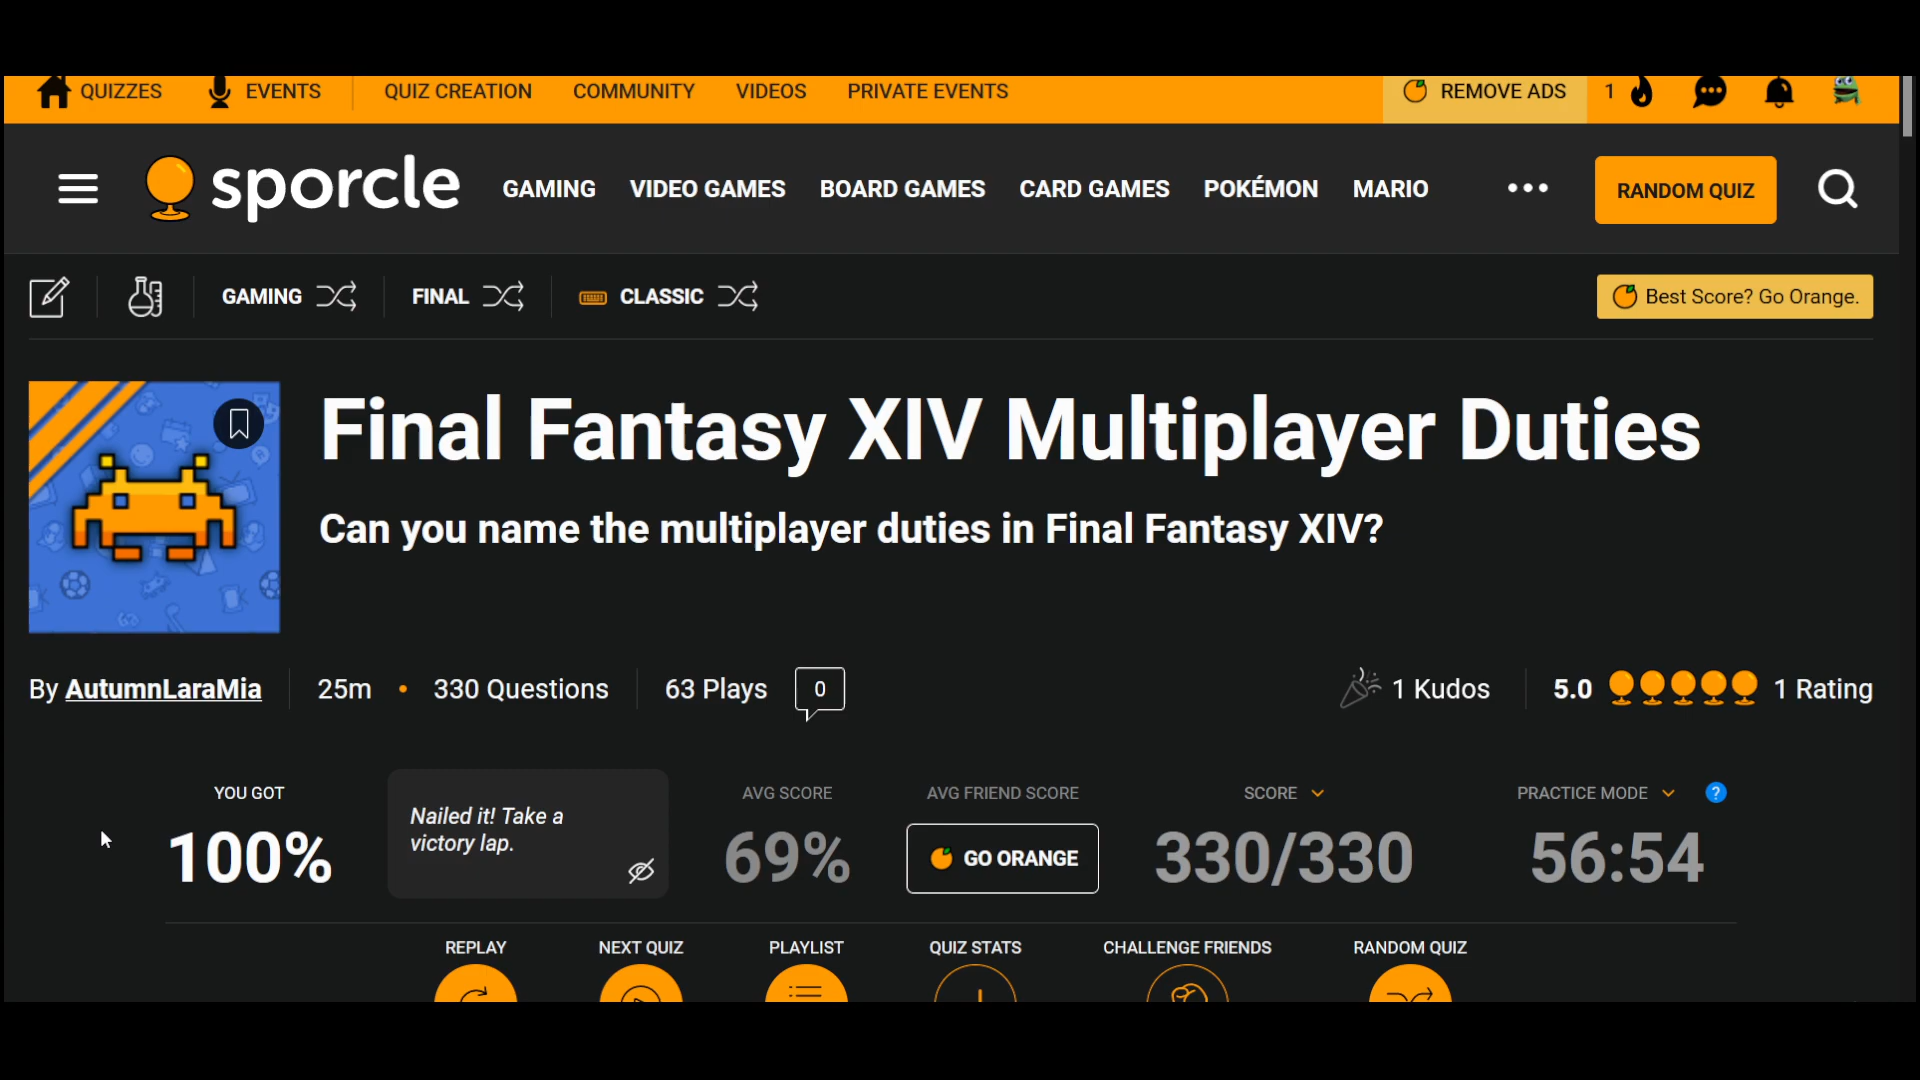 QUIZZES EVENTS QUIZ CREATION COMMUNITY VIDEOS PRIVATE EVENTS REMOVE ADS 1
sporcle GAMING VIDEO GAMES BOARD GAMES CARD GAMES POKÉMON MARIO ••• RANDOM QUIZ
GAMING FINAL CLASSIC Best Score? Go Orange.
Final Fantasy XIV Multiplayer Duties
Can you name the multiplayer duties in Final Fantasy XIV?
By AutumnLaraMia 25m • 330 Questions 63 Plays 0 1 Kudos 5.0 1 Rating
YOU GOT AVG SCORE AVG FRIEND SCORE SCORE PRACTICE MODE ?
Nailed it! Take a
victory lap.
100% 69% GO ORANGE 330/330 56:54
REPLAY NEXT QUIZ PLAYLIST QUIZ STATS CHALLENGE FRIENDS RANDOM QUIZ